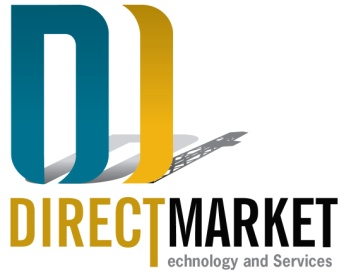 DIRECTMARKET
echnology and Services